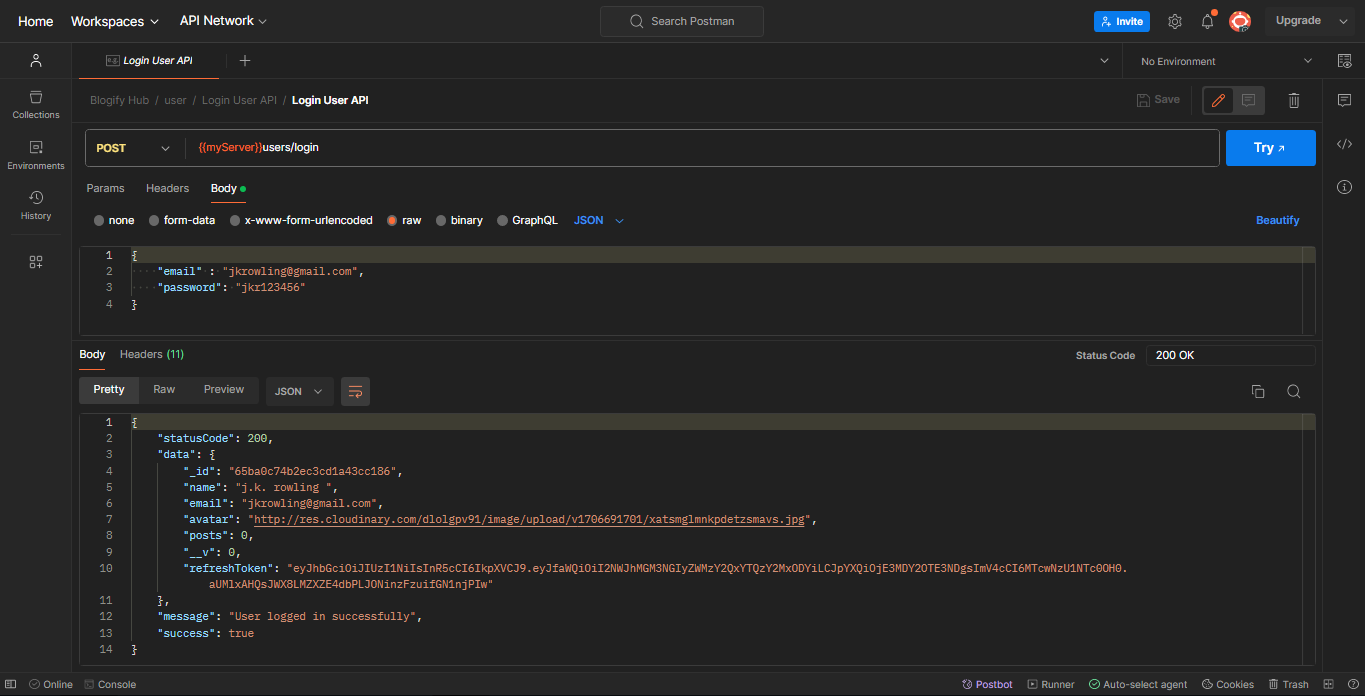 Home Workspaces API Network Search Postman Invite Upgrade
Login User API No Environment
Blogify Hub / user / Login User API / Login User API Save
Collections
Environments
History
POST {{myServer}}users/login Try
Params Headers Body
none form-data x-www-form-urlencoded raw binary GraphQL JSON Beautify
1 {
2 "email" : "jkrowling@gmail.com",
3 "password": "jkr123456"
4 }
Body Headers (11) Status Code 200 OK
Pretty Raw Preview JSON
1 {
2 "statusCode": 200,
3 "data": {
4 "_id": "65ba0c74b2ec3cd1a43cc186",
5 "name": "j.k. rowling ",
6 "email": "jkrowling@gmail.com",
7 "avatar": "http://res.cloudinary.com/dlolgpv91/image/upload/v1706691701/xatsmglmnkpdetzsmavs.jpg",
8 "posts": 0,
9 "__v": 0,
10 "refreshToken": "eyJhbGciOiJIUzI1NiIsInR5cCI6IkpXVCJ9.eyJfaWQiOiI2NWJhMGM3NGIyZWMzY2QxYTQzY2MxODYiLCJpYXQiOjE3MDY2OTE3NDgsImV4cCI6MTcwNzU1NTc0OH0.
aUMlxAHQsJWX8LMZXZE4dbPLJONinzFzuifGN1njPIw"
11 },
12 "message": "User logged in successfully",
13 "success": true
14 }
Online Console Postbot Runner Auto-select agent Cookies Trash